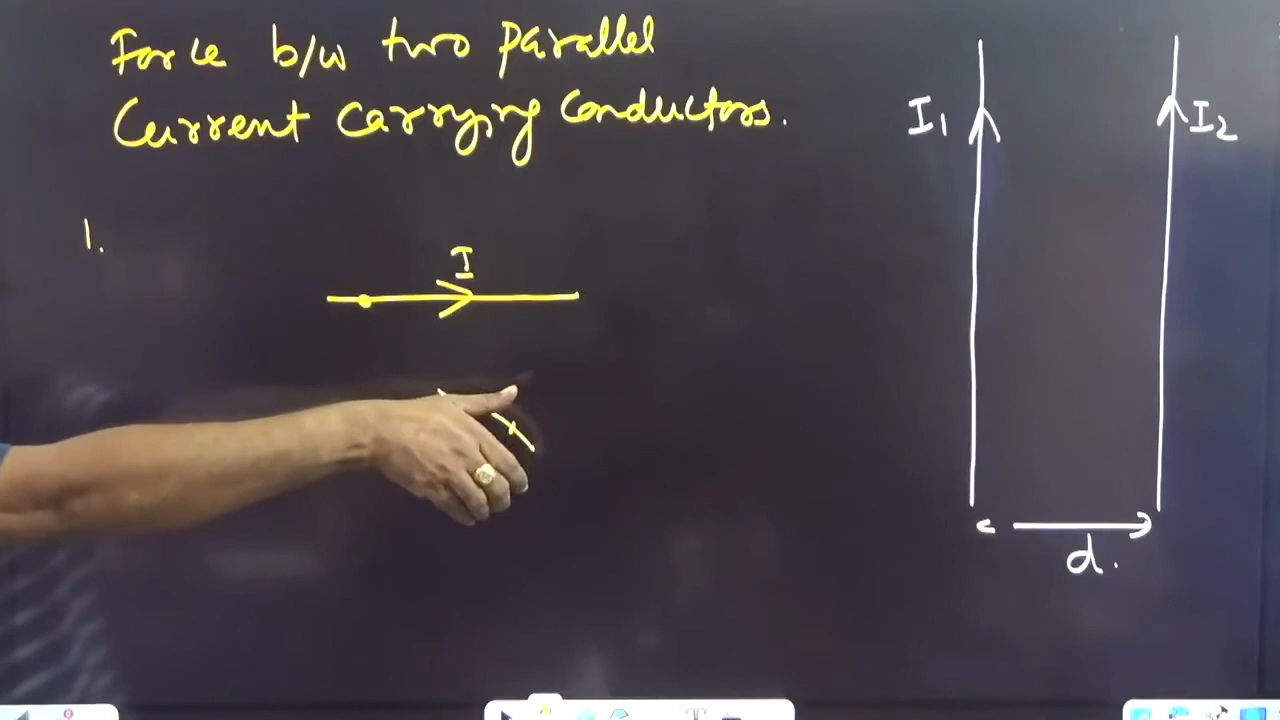 Force b/w two parallel
Current carrying conductors.
1.
I
I1
I2
d.